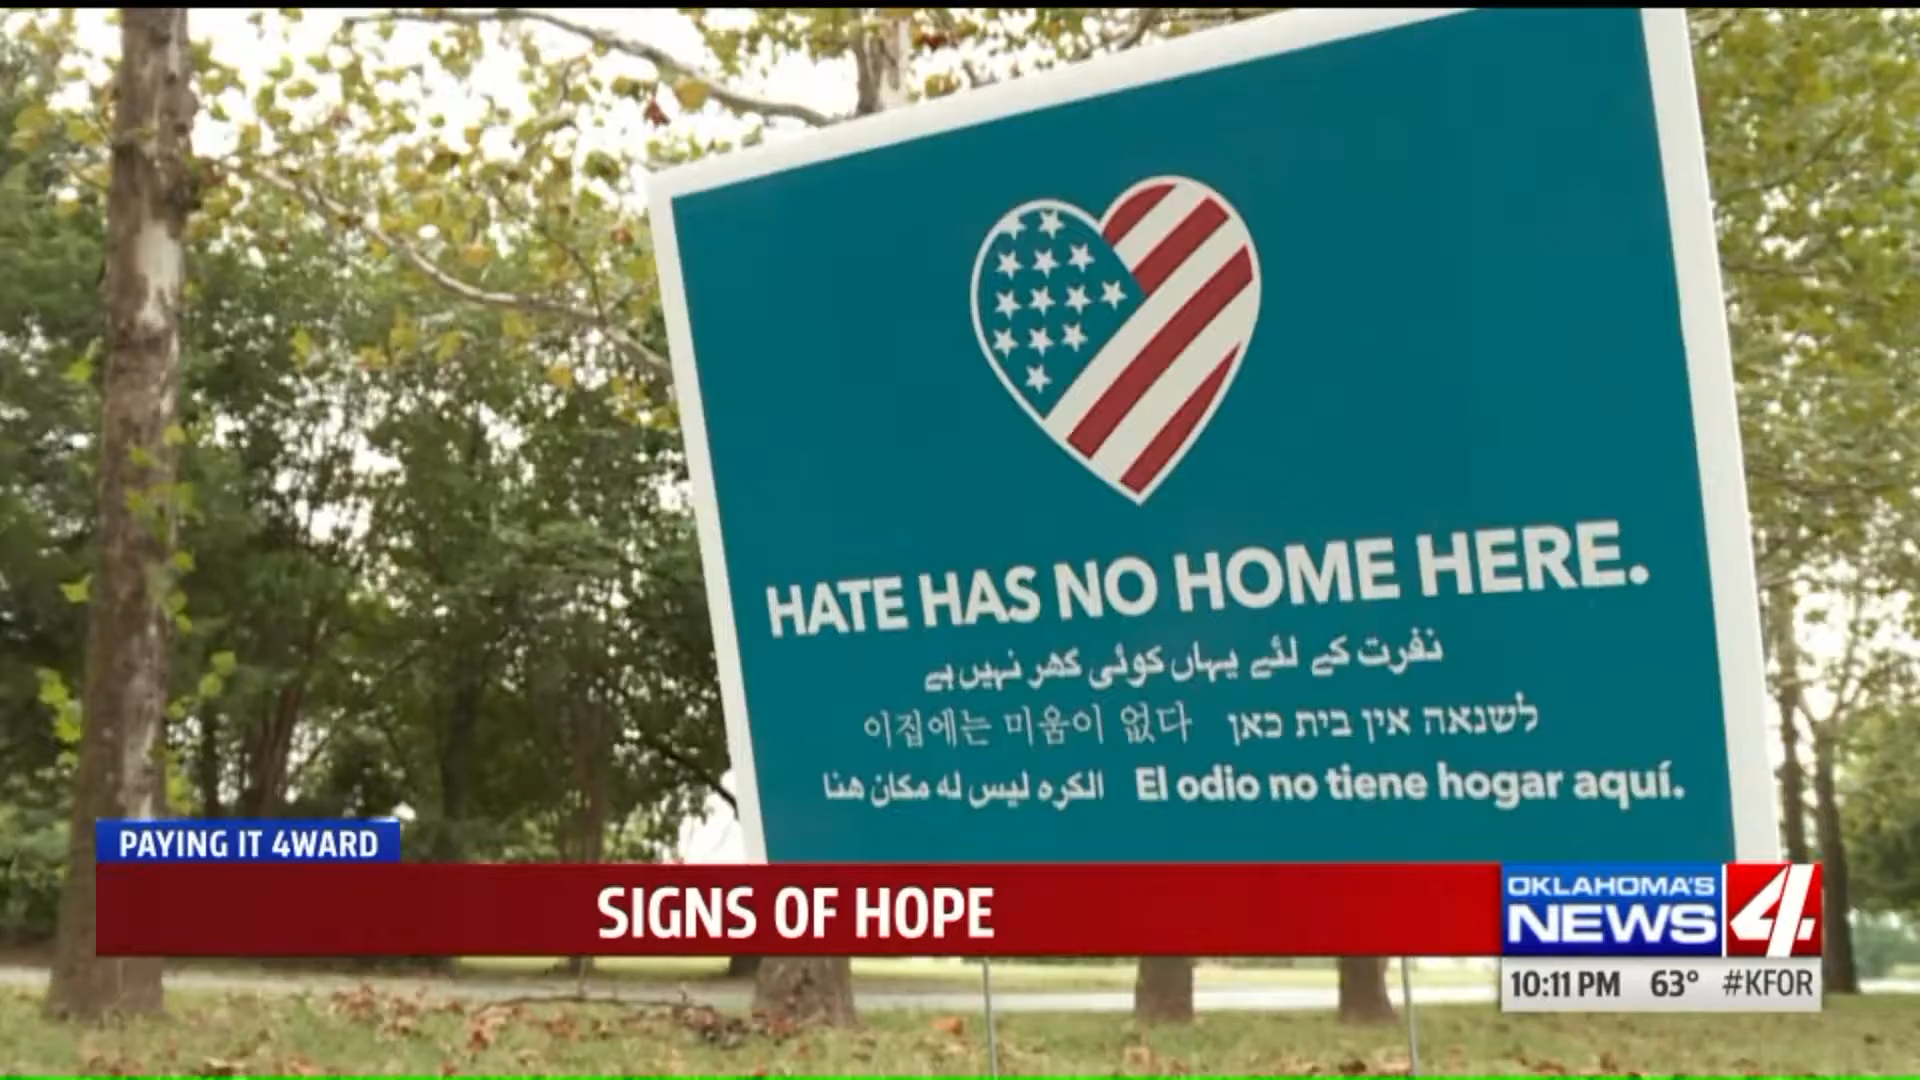 HATE HAS NO HOME HERE.
نفرت کے لئے یہاں کوئی گھر نہیں ہے
이집에는 미움이 없다 לשנאה אין בית כאן
الكره ليس له مكان هنا El odio no tiene hogar aquí.
PAYING IT 4WARD
SIGNS OF HOPE
OKLAHOMA'S
NEWS 4
10:11 PM 63° #KFOR